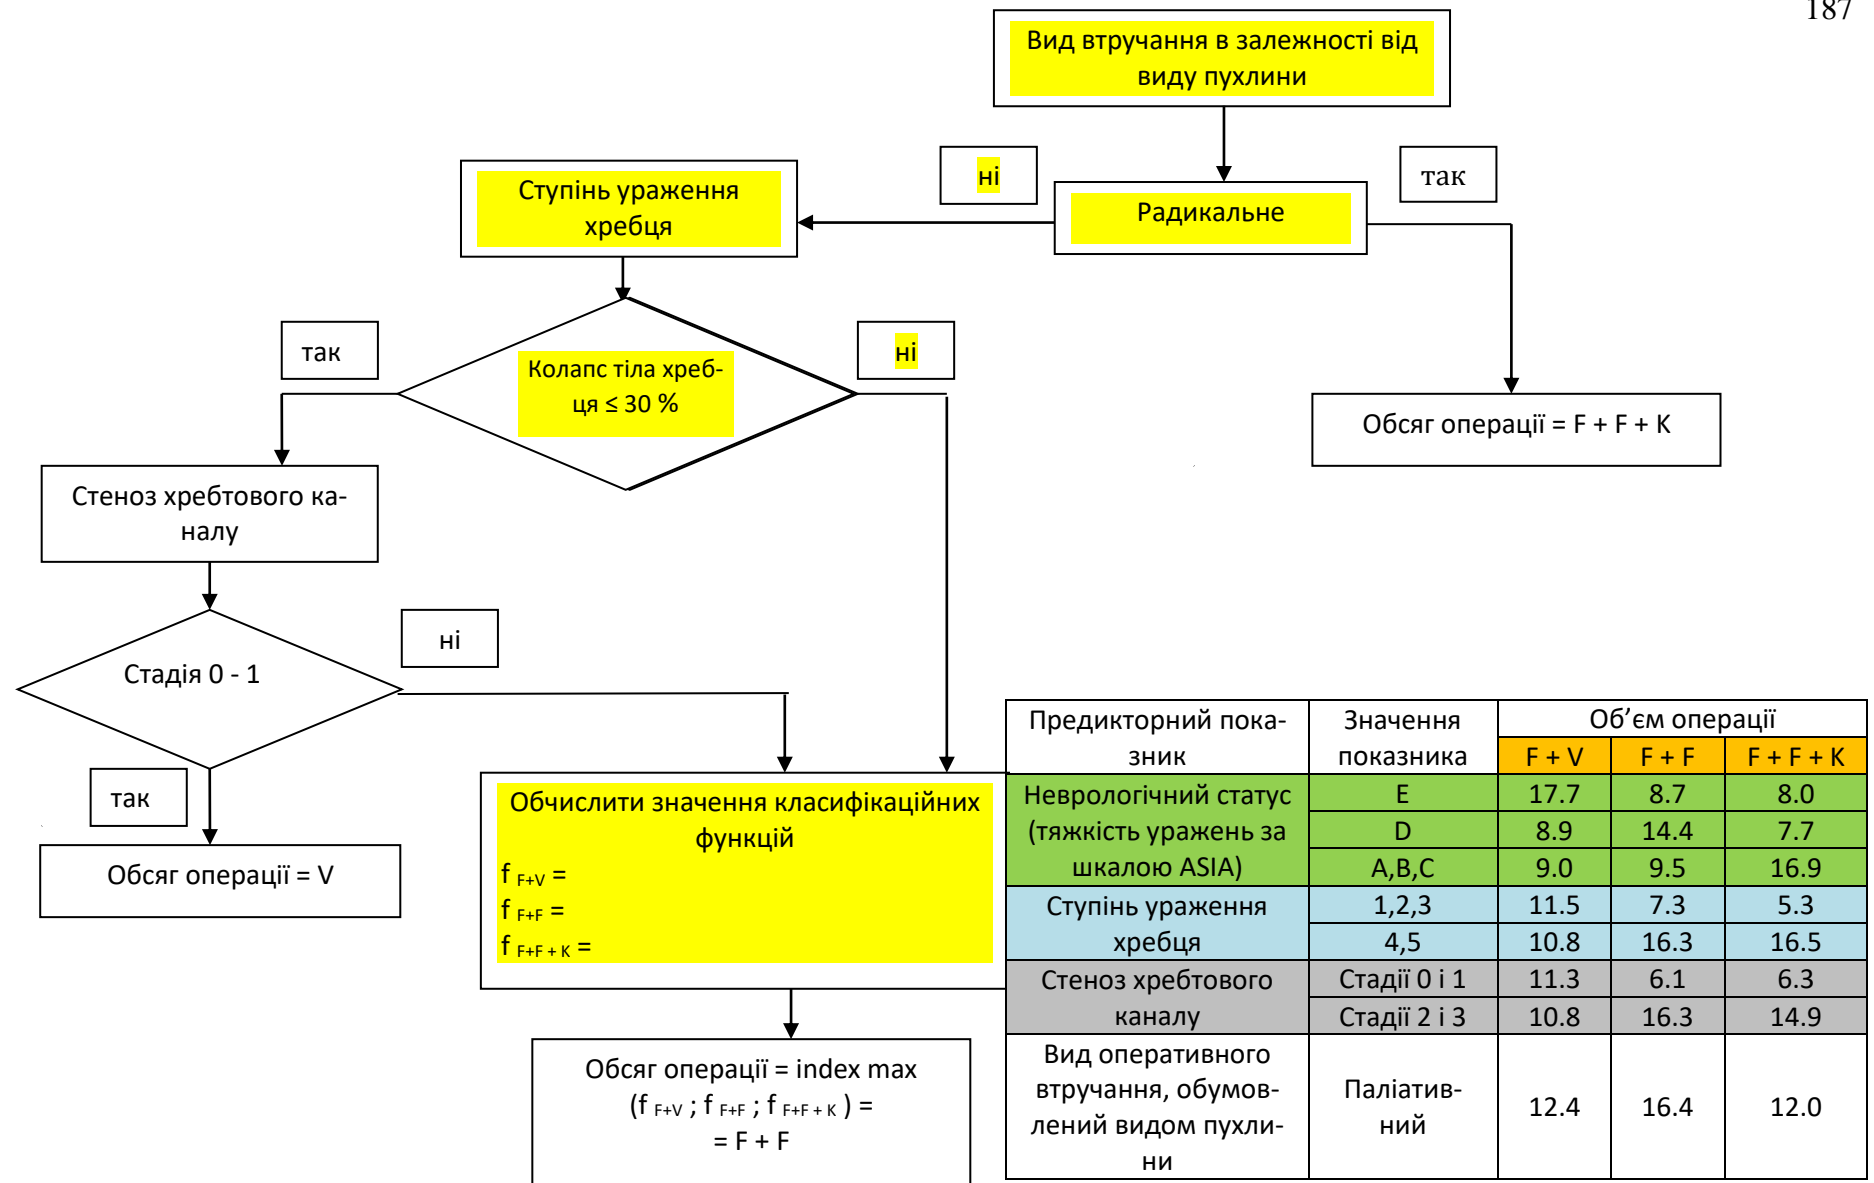 187
Вид втручання в залежності від
виду пухлини
ні
так
Ступінь ураження
хребця
Радикальне
так
ні
Колапс тіла хреб-
ця ≤ 30 %
Обсяг операції = F + F + K
Стеноз хребтового ка-
налу
ні
Стадія 0 - 1
так
Обсяг операції = V
Обчислити значення класифікаційних
функцій
f F+V =
f F+F =
f F+F + K =
Обсяг операції = index max
(f F+V ; f F+F ; f F+F + K ) =
= F + F
Предикторний пока-
зник
Значення
показника
Об’єм операції
F + V F + F F + F + K
Неврологічний статус
(тяжкість уражень за
шкалою ASIA)
E 17.7 8.7 8.0
D 8.9 14.4 7.7
A,B,C 9.0 9.5 16.9
Ступінь ураження
хребця
1,2,3 11.5 7.3 5.3
4,5 10.8 16.3 16.5
Стеноз хребтового
каналу
Стадії 0 і 1 11.3 6.1 6.3
Стадії 2 і 3 10.8 16.3 14.9
Вид оперативного
втручання, обумов-
лений видом пухли-
ни
Паліатив-
ний
12.4 16.4 12.0